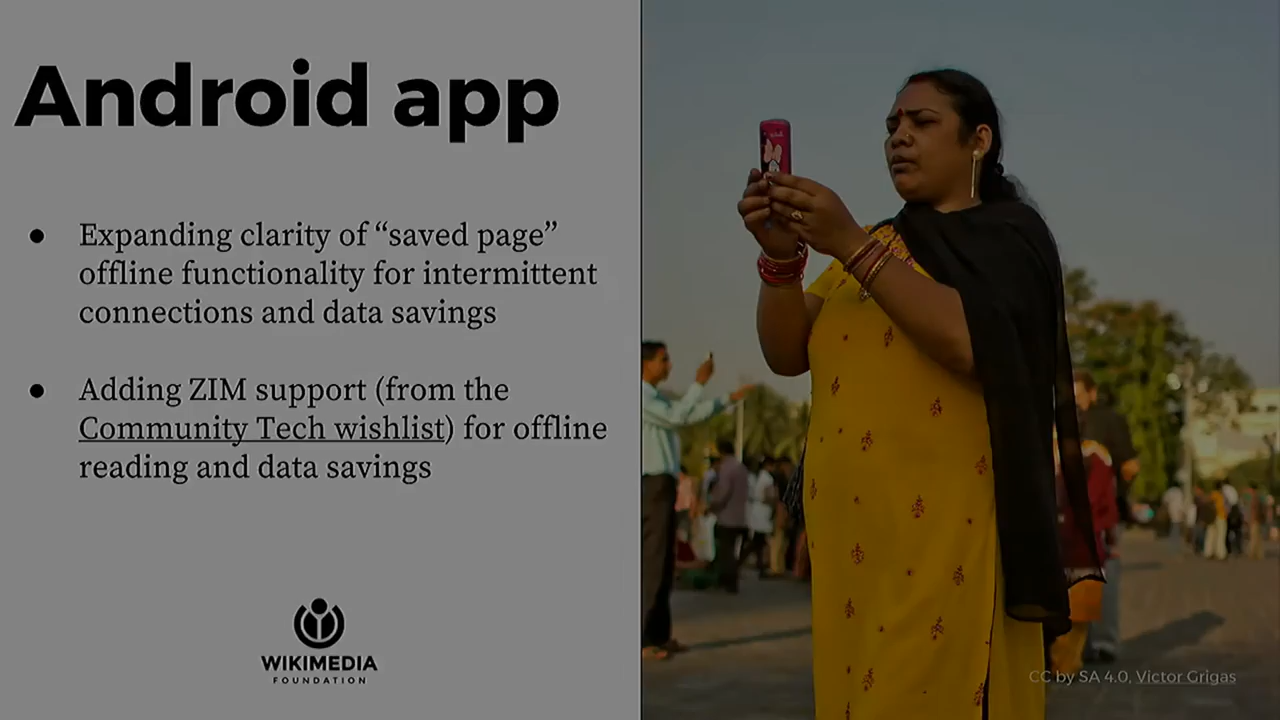 Android app
● Expanding clarity of “saved page”
offline functionality for intermittent
connections and data savings
● Adding ZIM support (from the
Community Tech wishlist) for offline
reading and data savings
WIKIMEDIA
FOUNDATION
CC by SA 4.0, Victor Grigas